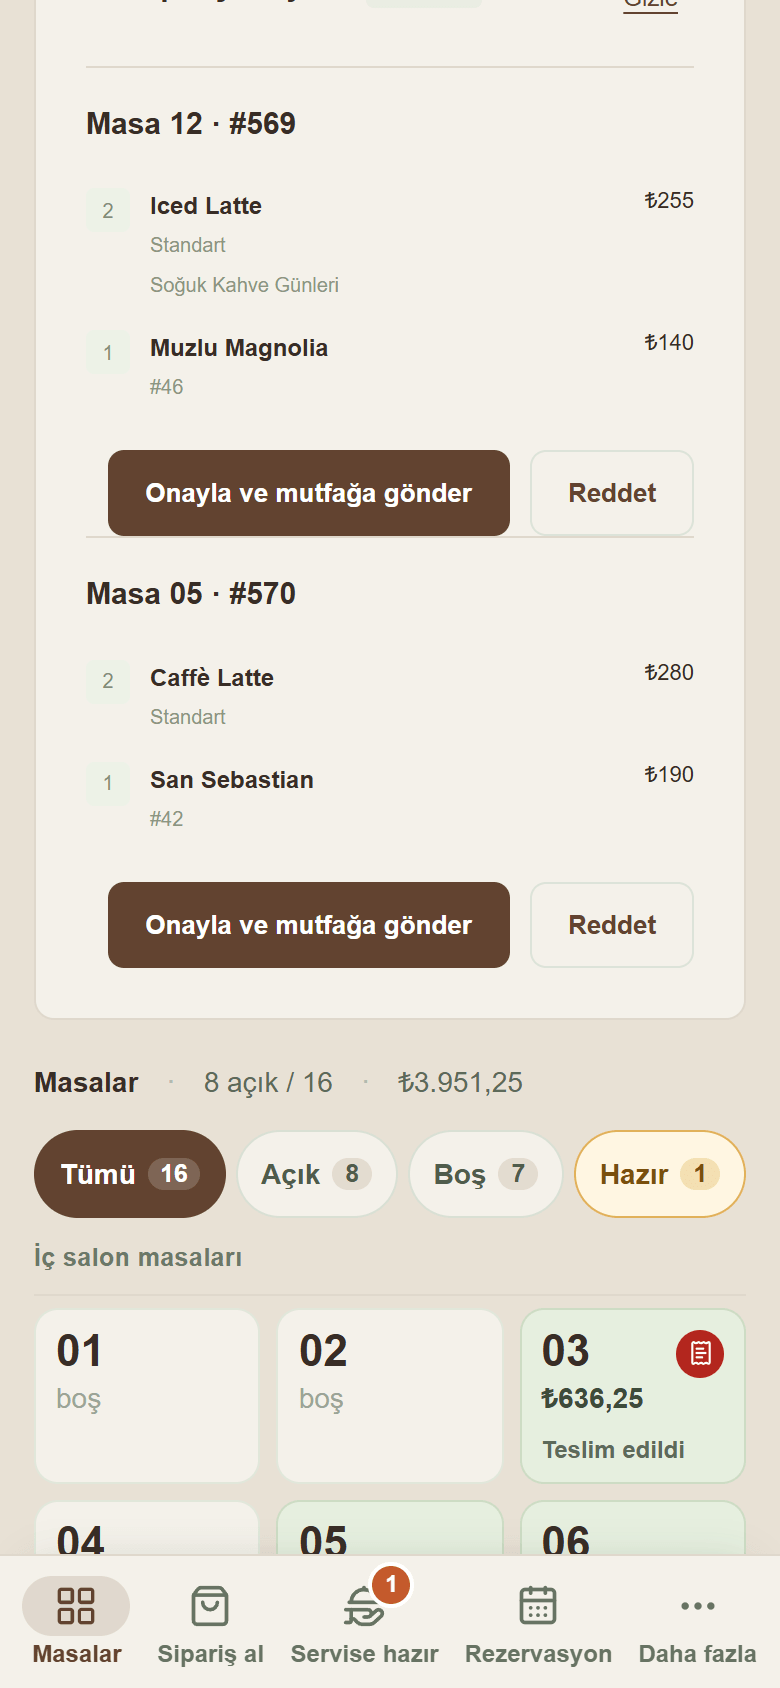 Gizle
Masa 12 · #569
2 Iced Latte ₺255
Standart
Soğuk Kahve Günleri
1 Muzlu Magnolia ₺140
#46
Onayla ve mutfağa gönder Reddet
Masa 05 · #570
2 Caffè Latte ₺280
Standart
1 San Sebastian ₺190
#42
Onayla ve mutfağa gönder Reddet
Masalar · 8 açık / 16 · ₺3.951,25
Tümü 16 Açık 8 Boş 7 Hazır 1
İç salon masaları
01 02 03
boş boş ₺636,25
Teslim edildi
04 05 06
1
Masalar Sipariş al Servise hazır Rezervasyon Daha fazla